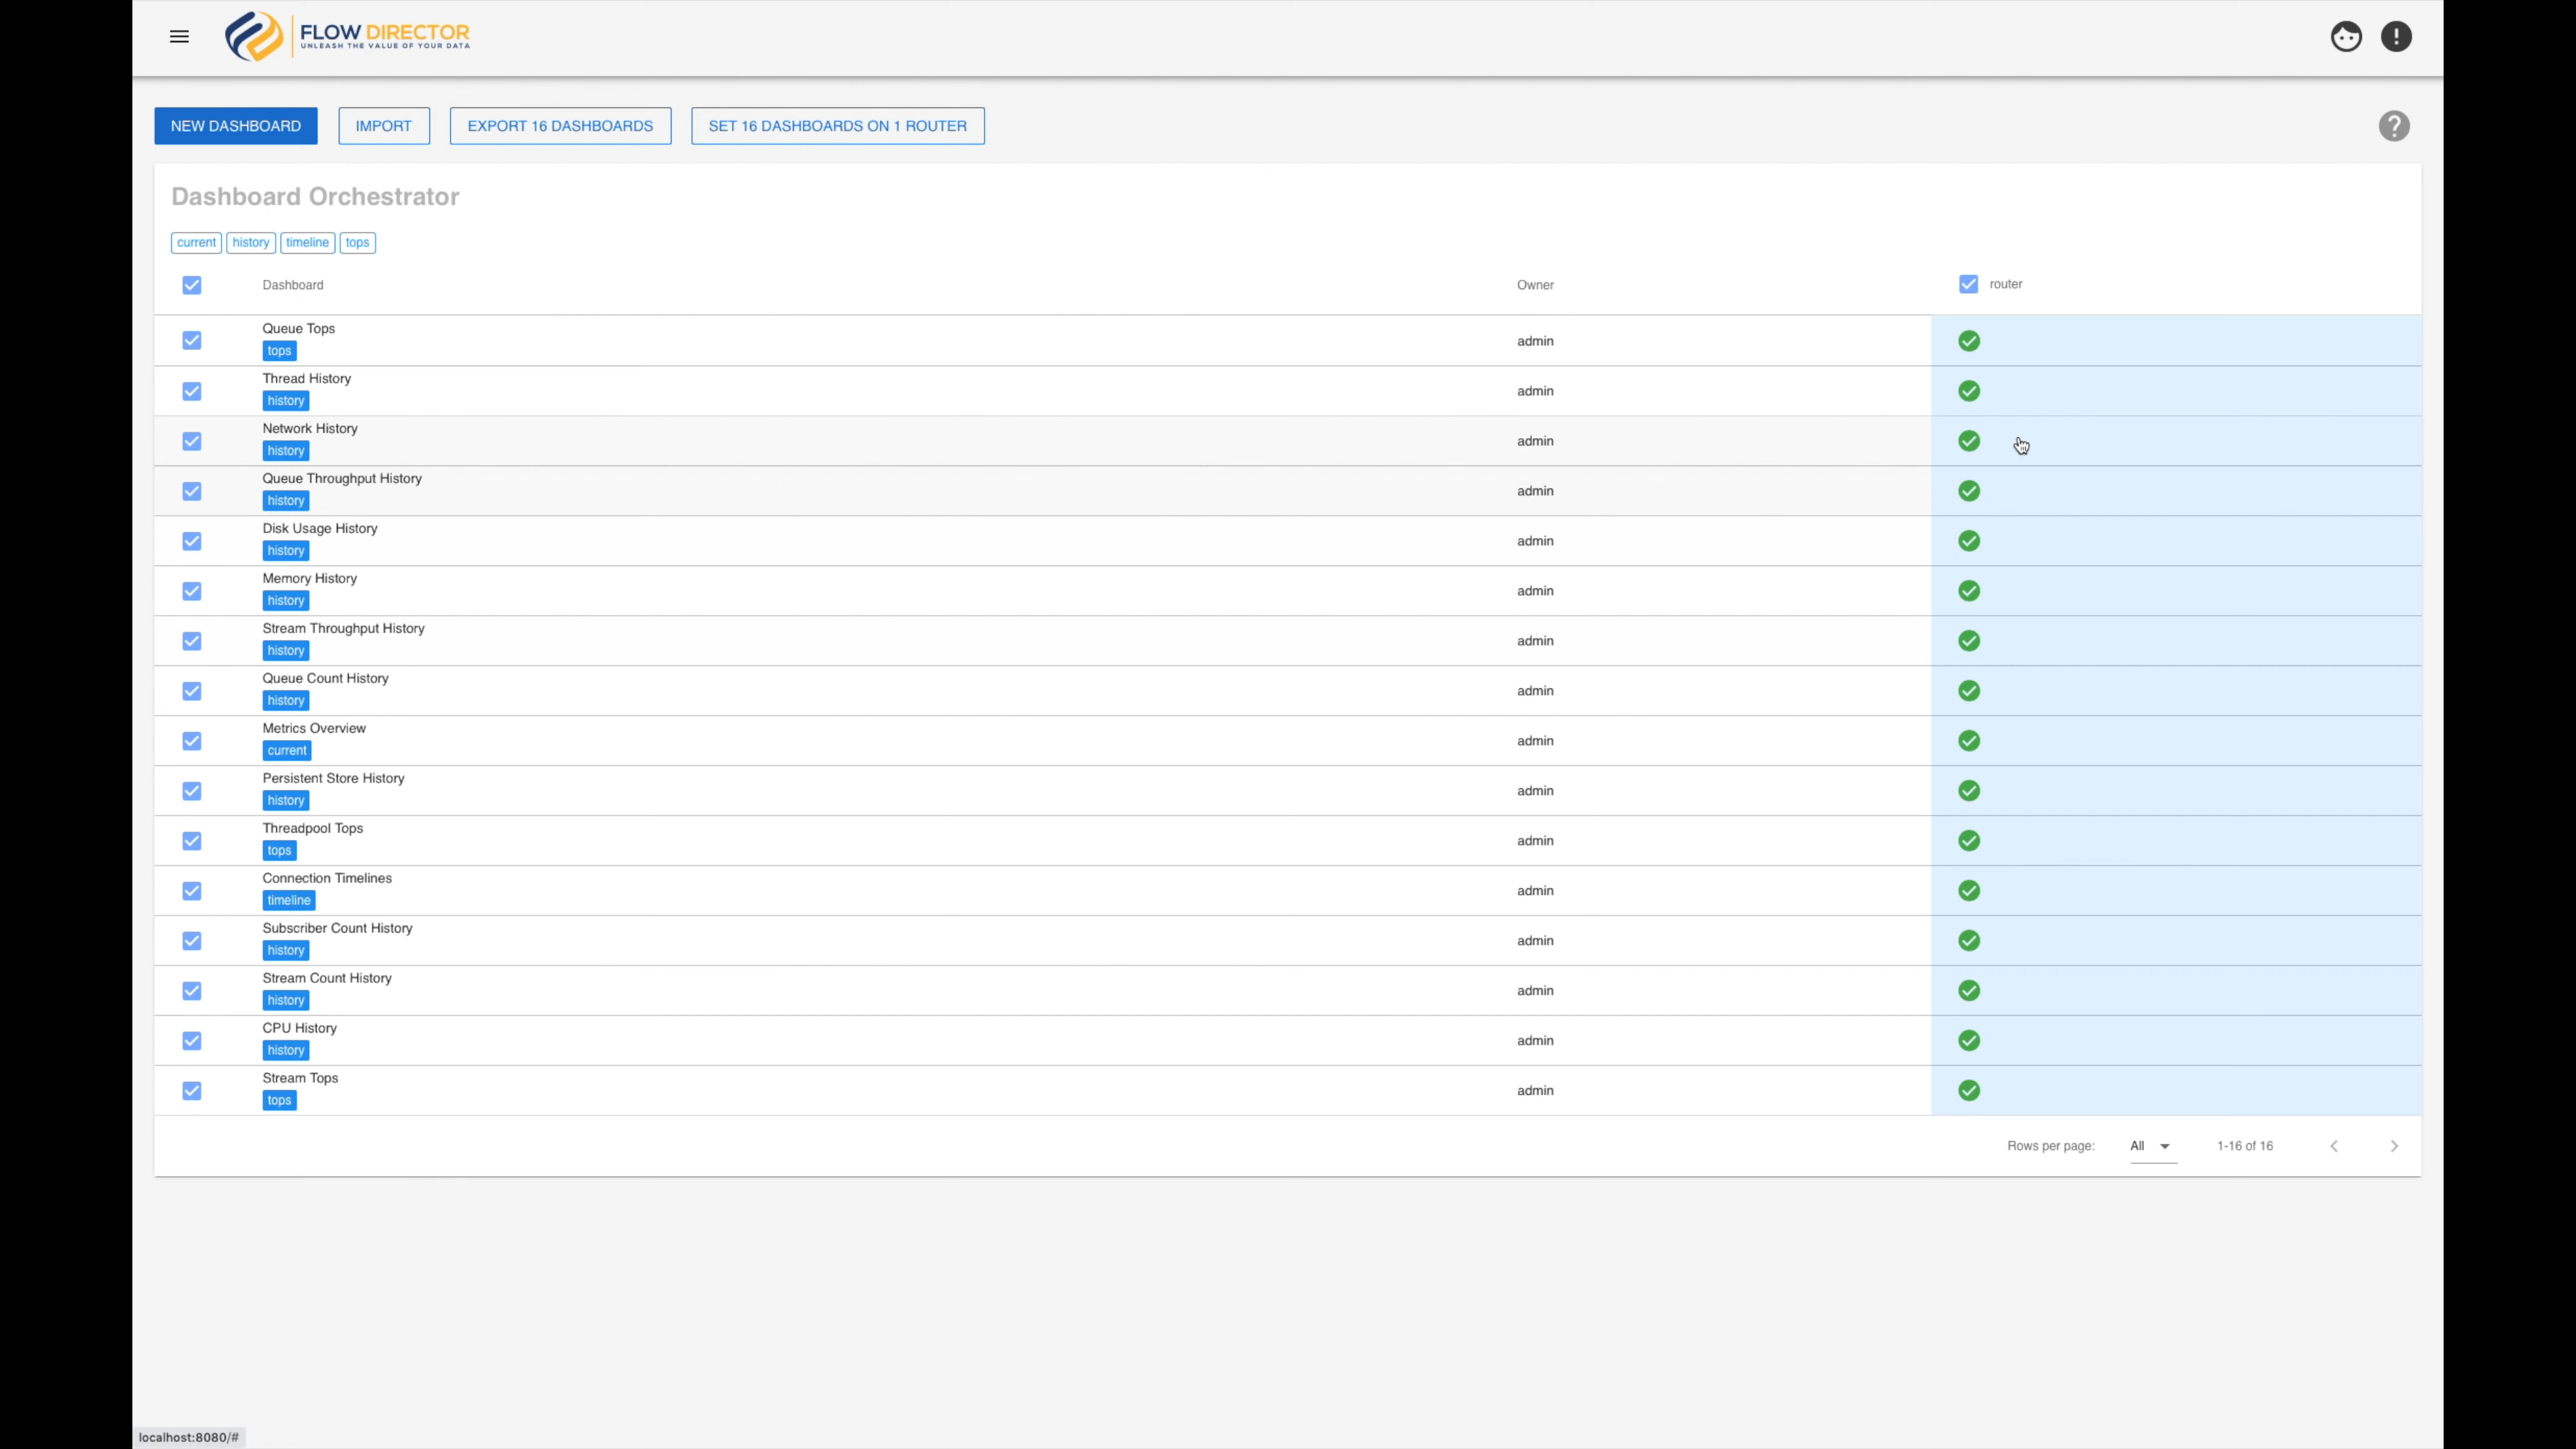 FLOW DIRECTOR
UNLEASH THE VALUE OF YOUR DATA
NEW DASHBOARD IMPORT EXPORT 16 DASHBOARDS SET 16 DASHBOARDS ON 1 ROUTER
Dashboard Orchestrator
current history timeline tops
Dashboard Owner router
Queue Tops
tops
admin
Thread History
history
admin
Network History
history
admin
Queue Throughput History
history
admin
Disk Usage History
history
admin
Memory History
history
admin
Stream Throughput History
history
admin
Queue Count History
history
admin
Metrics Overview
current
admin
Persistent Store History
history
admin
Threadpool Tops
tops
admin
Connection Timelines
timeline
admin
Subscriber Count History
history
admin
Stream Count History
history
admin
CPU History
history
admin
Stream Tops
tops
admin
Rows per page: All 1-16 of 16
localhost:8080/#